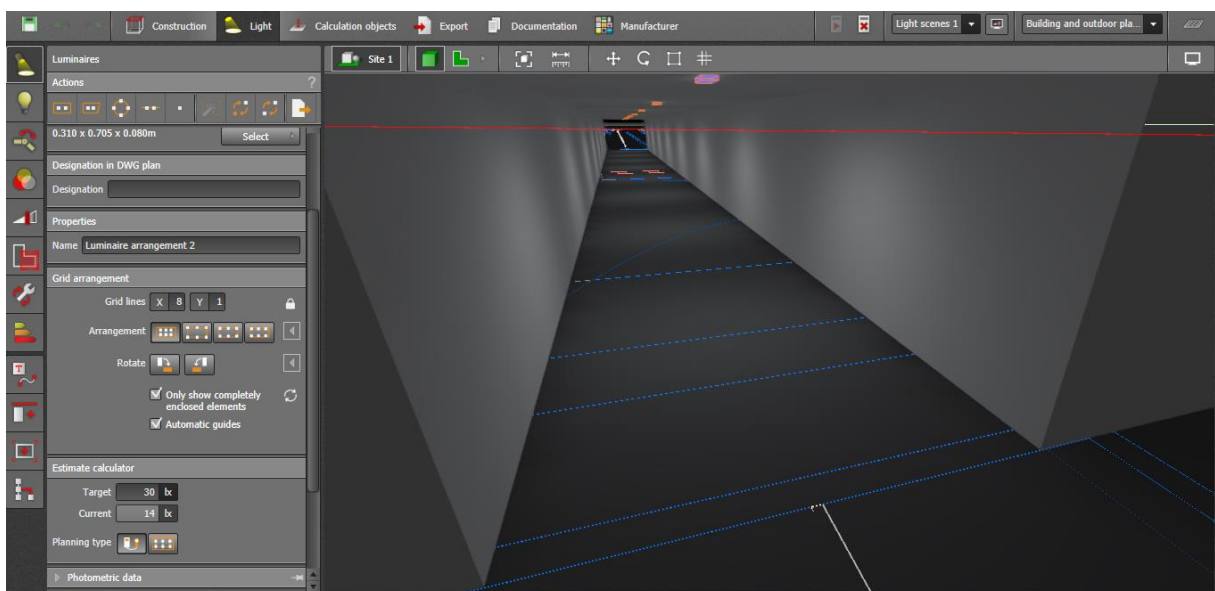 Construction Light Calculation objects Export Documentation Manufacturer Light scenes 1 Building and outdoor pla...
Luminaires
Site 1
Actions ?
0.310 x 0.705 x 0.080m Select
Designation in DWG plan
Designation
Properties
Name Luminaire arrangement 2
Grid arrangement
Grid lines X 8 Y 1
Arrangement
Rotate
Only show completely
enclosed elements
Automatic guides
Estimate calculator
Target 30 lx
Current 14 lx
Planning type
Photometric data